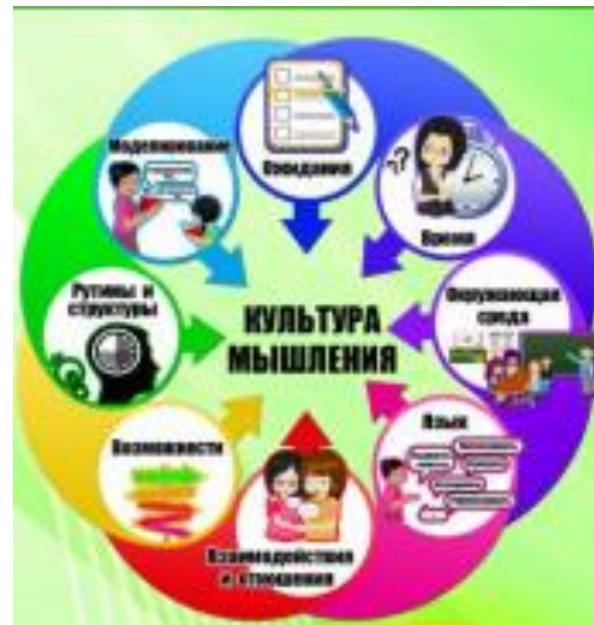 Ожидания
Время
Окружающая
среда
Язык
Взаимодействия
и отношения
Возможности
Рутины и
структуры
Моделирование
КУЛЬТУРА
МЫШЛЕНИЯ